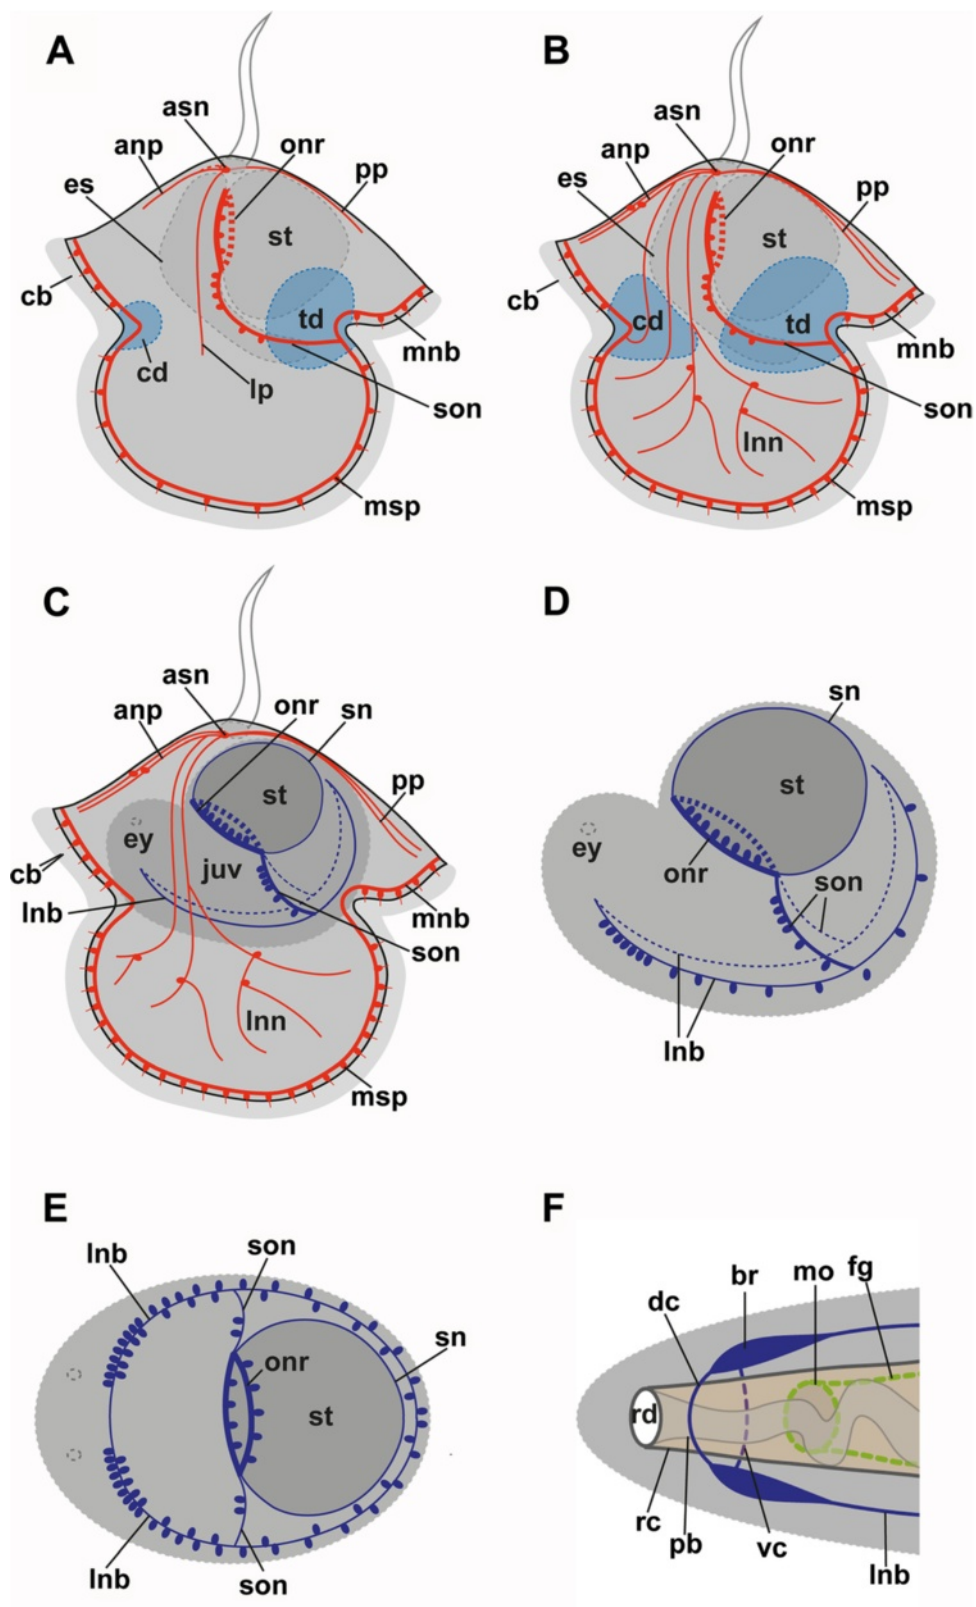 A
asn
anp
onr
es
pp
st
cb
td
cd
mnb
lp
son
msp
B
asn
anp
onr
es
pp
st
cb
cd
td
mnb
son
lnn
msp
C
asn
onr
sn
anp
pp
st
ey
juv
cb
lnb
mnb
son
lnn
msp
D
sn
st
ey
onr
son
lnb
E
lnb
son
sn
onr
st
lnb
son
F
br
mo
fg
dc
rd
rc
pb
vc
lnb